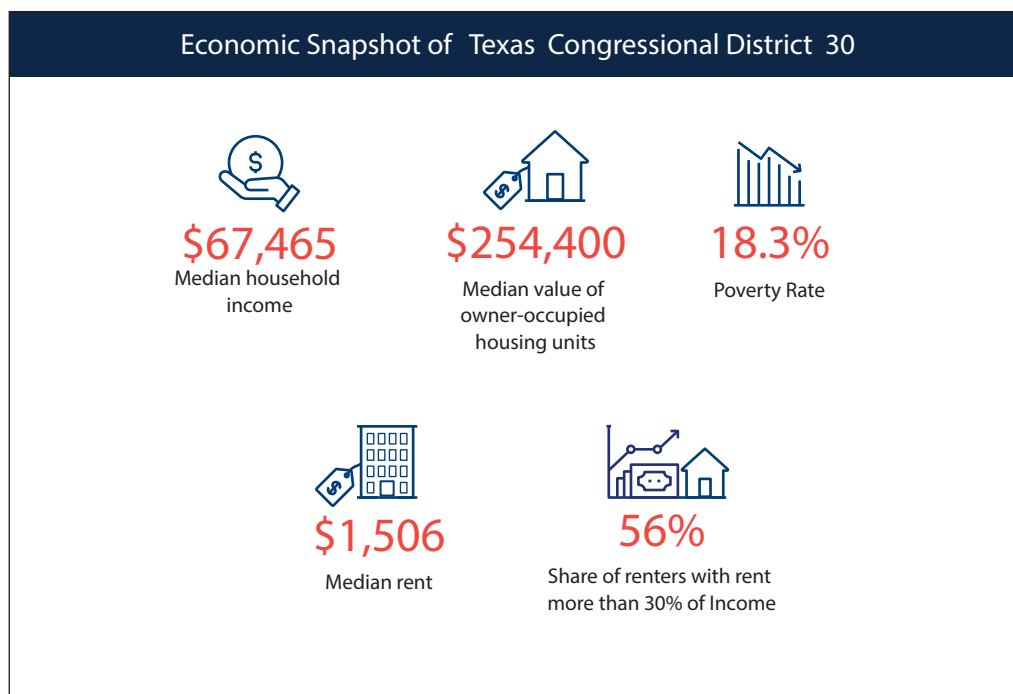 Economic Snapshot of Texas Congressional District 30
$
$67,465
Median household
income
$
$254,400
Median value of
owner-occupied
housing units
18.3%
Poverty Rate
$
$1,506
Median rent
56%
Share of renters with rent
more than 30% of Income